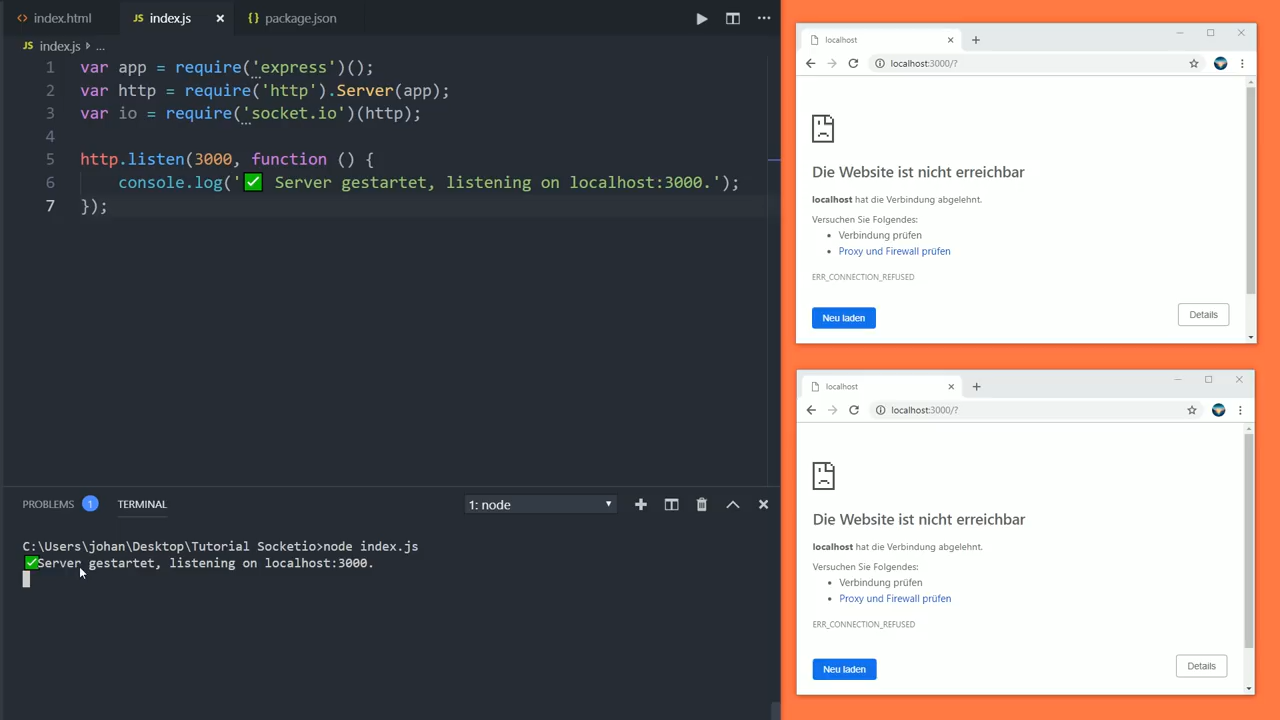 <> index.html
JS index.js ×
{} package.json
JS index.js ...
1 var app = require('express')();
2 var http = require('http').Server(app);
3 var io = require('socket.io')(http);
4
5 http.listen(3000, function () {
6 console.log('✅ Server gestartet, listening on localhost:3000.');
7 });
PROBLEMS 1
TERMINAL
1: node
C:\Users\johan\Desktop\Tutorial Socketio>node index.js
✅Server gestartet, listening on localhost:3000.
localhost
localhost:3000/?
Die Website ist nicht erreichbar
localhost hat die Verbindung abgelehnt.
Versuchen Sie Folgendes:
• Verbindung prüfen
• Proxy und Firewall prüfen
ERR_CONNECTION_REFUSED
Neu laden
Details
localhost
localhost:3000/?
Die Website ist nicht erreichbar
localhost hat die Verbindung abgelehnt.
Versuchen Sie Folgendes:
• Verbindung prüfen
• Proxy und Firewall prüfen
ERR_CONNECTION_REFUSED
Neu laden
Details